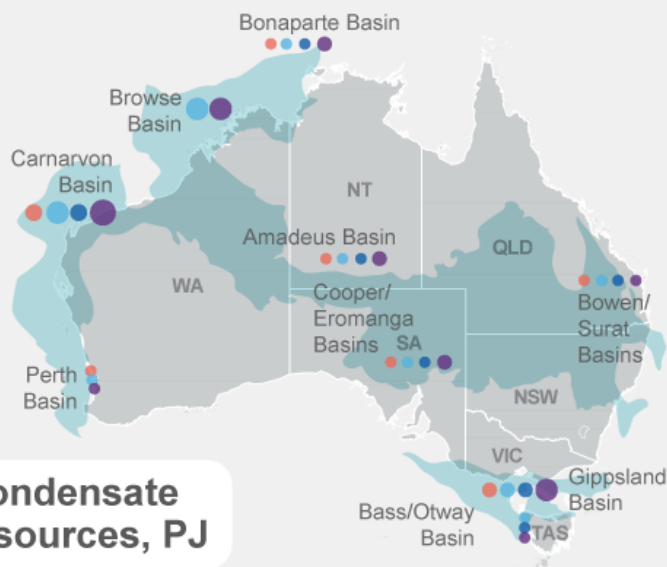 Bonaparte Basin
Browse
Basin
Carnarvon
Basin
NT
Amadeus Basin
QLD
WA
Cooper/
Eromanga
Basins
SA
Bowen/
Surat
Basins
Perth
Basin
NSW
VIC
Gippsland
Basin
Bass/Otway
Basin
TAS
ondensate
sources, PJ